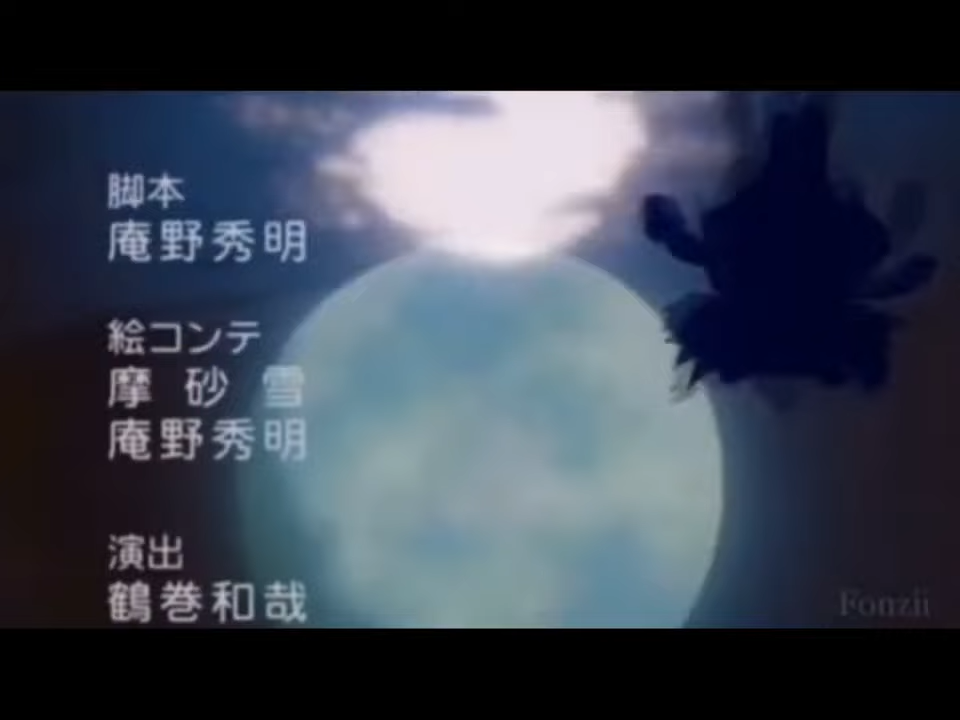 脚本
庵野秀明
絵コンテ
摩砂雪
庵野秀明
演出
鶴巻和哉
Fonzii